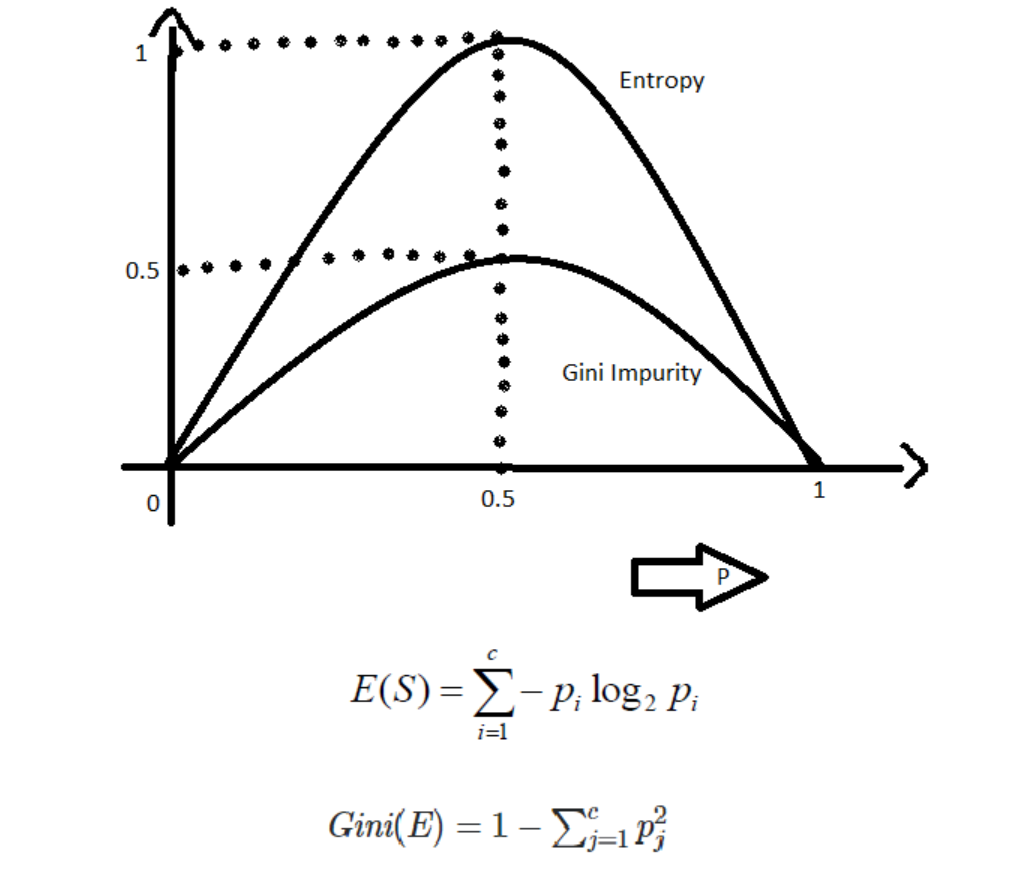 1
Entropy
0.5
Gini Impurity
0
0.5
1
P
E(S) = ∑_{i=1}^{c} − p_i log_2 p_i
Gini(E) = 1 − ∑_{j=1}^{c} p_j^2